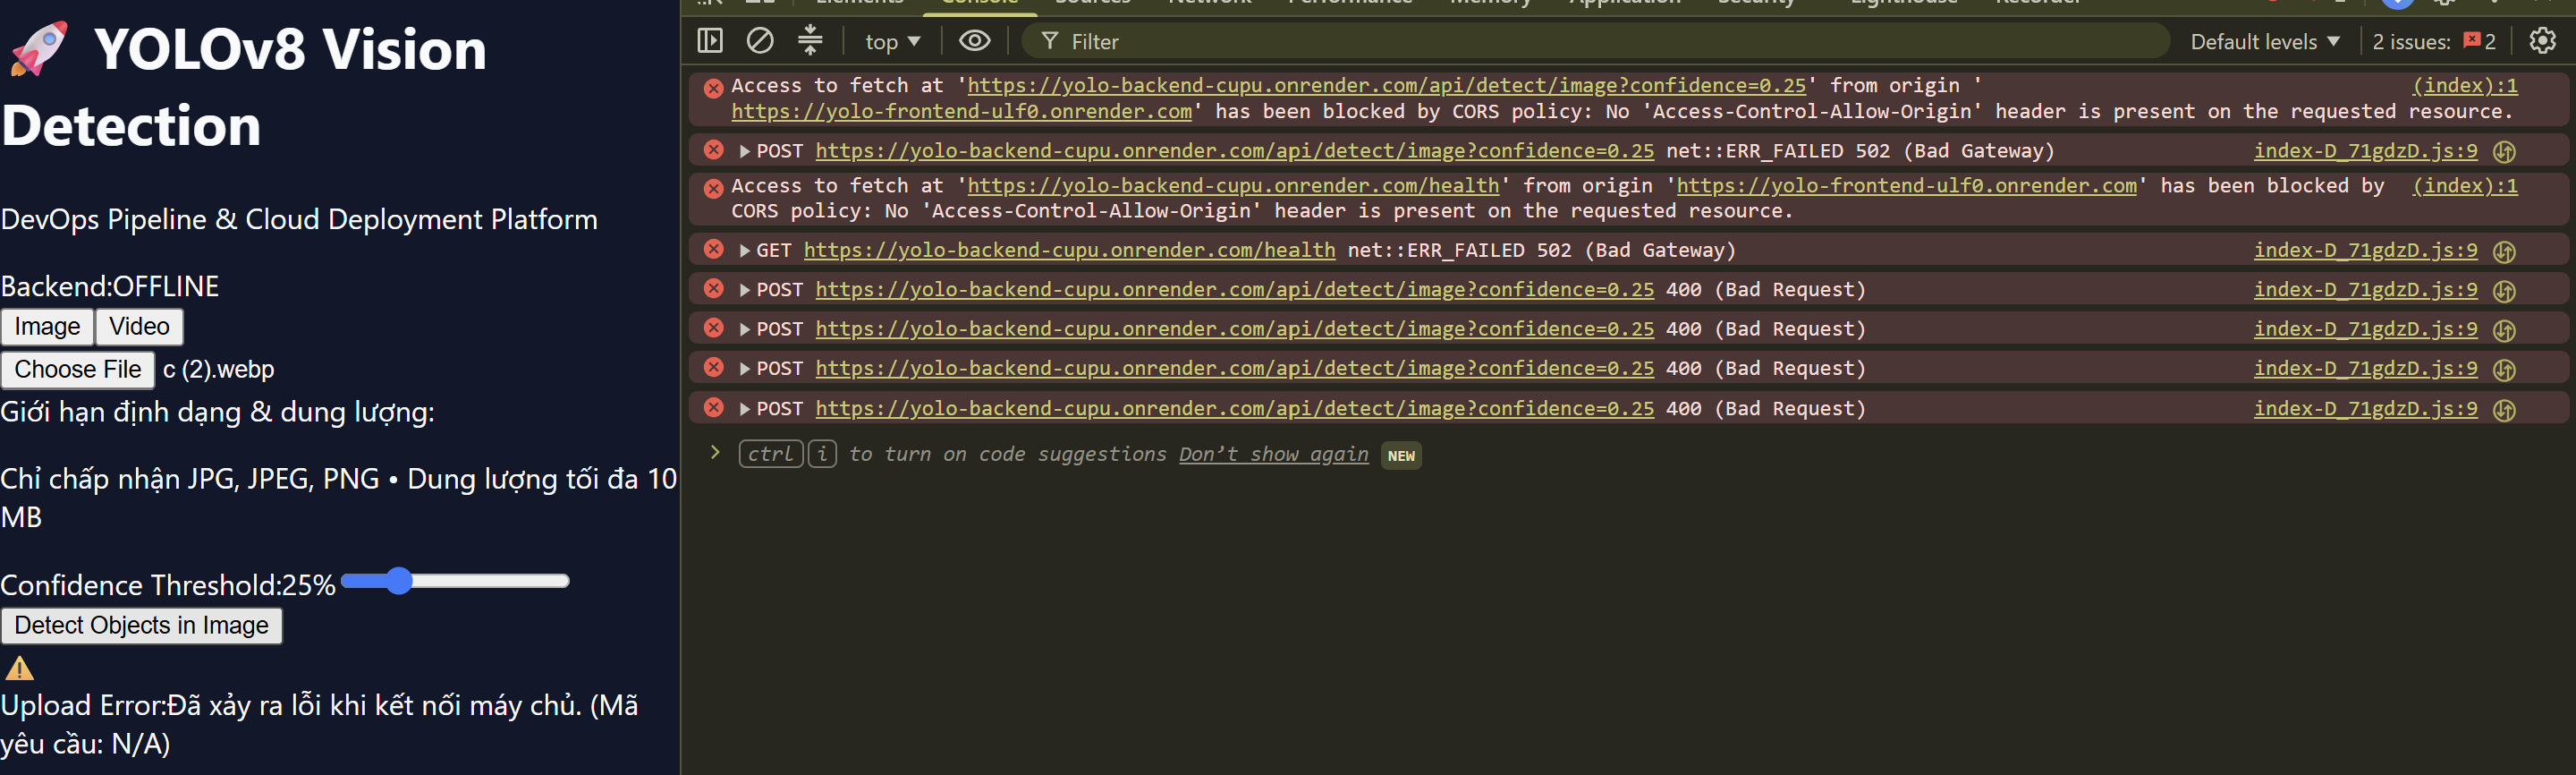 Elements Console Sources Network Performance Memory Application Security Lighthouse Recorder
🚀 YOLOv8 Vision
Detection
DevOps Pipeline & Cloud Deployment Platform
Backend:OFFLINE
Image Video
Choose File c (2).webp
Giới hạn định dạng & dung lượng:
Chỉ chấp nhận JPG, JPEG, PNG • Dung lượng tối đa 10
MB
Confidence Threshold:25%
Detect Objects in Image
⚠️
Upload Error:Đã xảy ra lỗi khi kết nối máy chủ. (Mã
yêu cầu: N/A)
top ▼ Filter Default levels ▼ 2 issues: 2
Access to fetch at 'https://yolo-backend-cupu.onrender.com/api/detect/image?confidence=0.25' from origin ' (index):1
https://yolo-frontend-ulf0.onrender.com' has been blocked by CORS policy: No 'Access-Control-Allow-Origin' header is present on the requested resource.
▶ POST https://yolo-backend-cupu.onrender.com/api/detect/image?confidence=0.25 net::ERR_FAILED 502 (Bad Gateway) index-D_71gdzD.js:9
Access to fetch at 'https://yolo-backend-cupu.onrender.com/health' from origin 'https://yolo-frontend-ulf0.onrender.com' has been blocked by (index):1
CORS policy: No 'Access-Control-Allow-Origin' header is present on the requested resource.
▶ GET https://yolo-backend-cupu.onrender.com/health net::ERR_FAILED 502 (Bad Gateway) index-D_71gdzD.js:9
▶ POST https://yolo-backend-cupu.onrender.com/api/detect/image?confidence=0.25 400 (Bad Request) index-D_71gdzD.js:9
▶ POST https://yolo-backend-cupu.onrender.com/api/detect/image?confidence=0.25 400 (Bad Request) index-D_71gdzD.js:9
▶ POST https://yolo-backend-cupu.onrender.com/api/detect/image?confidence=0.25 400 (Bad Request) index-D_71gdzD.js:9
▶ POST https://yolo-backend-cupu.onrender.com/api/detect/image?confidence=0.25 400 (Bad Request) index-D_71gdzD.js:9
ctrl i to turn on code suggestions Don't show again NEW